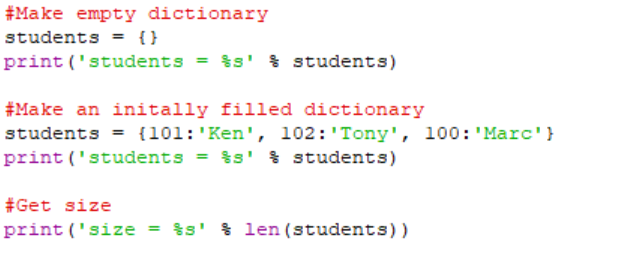 #Make empty dictionary
students = {}
print('students = %s' % students)
#Make an initally filled dictionary
students = {101:'Ken', 102:'Tony', 100:'Marc'}
print('students = %s' % students)
#Get size
print('size = %s' % len(students))